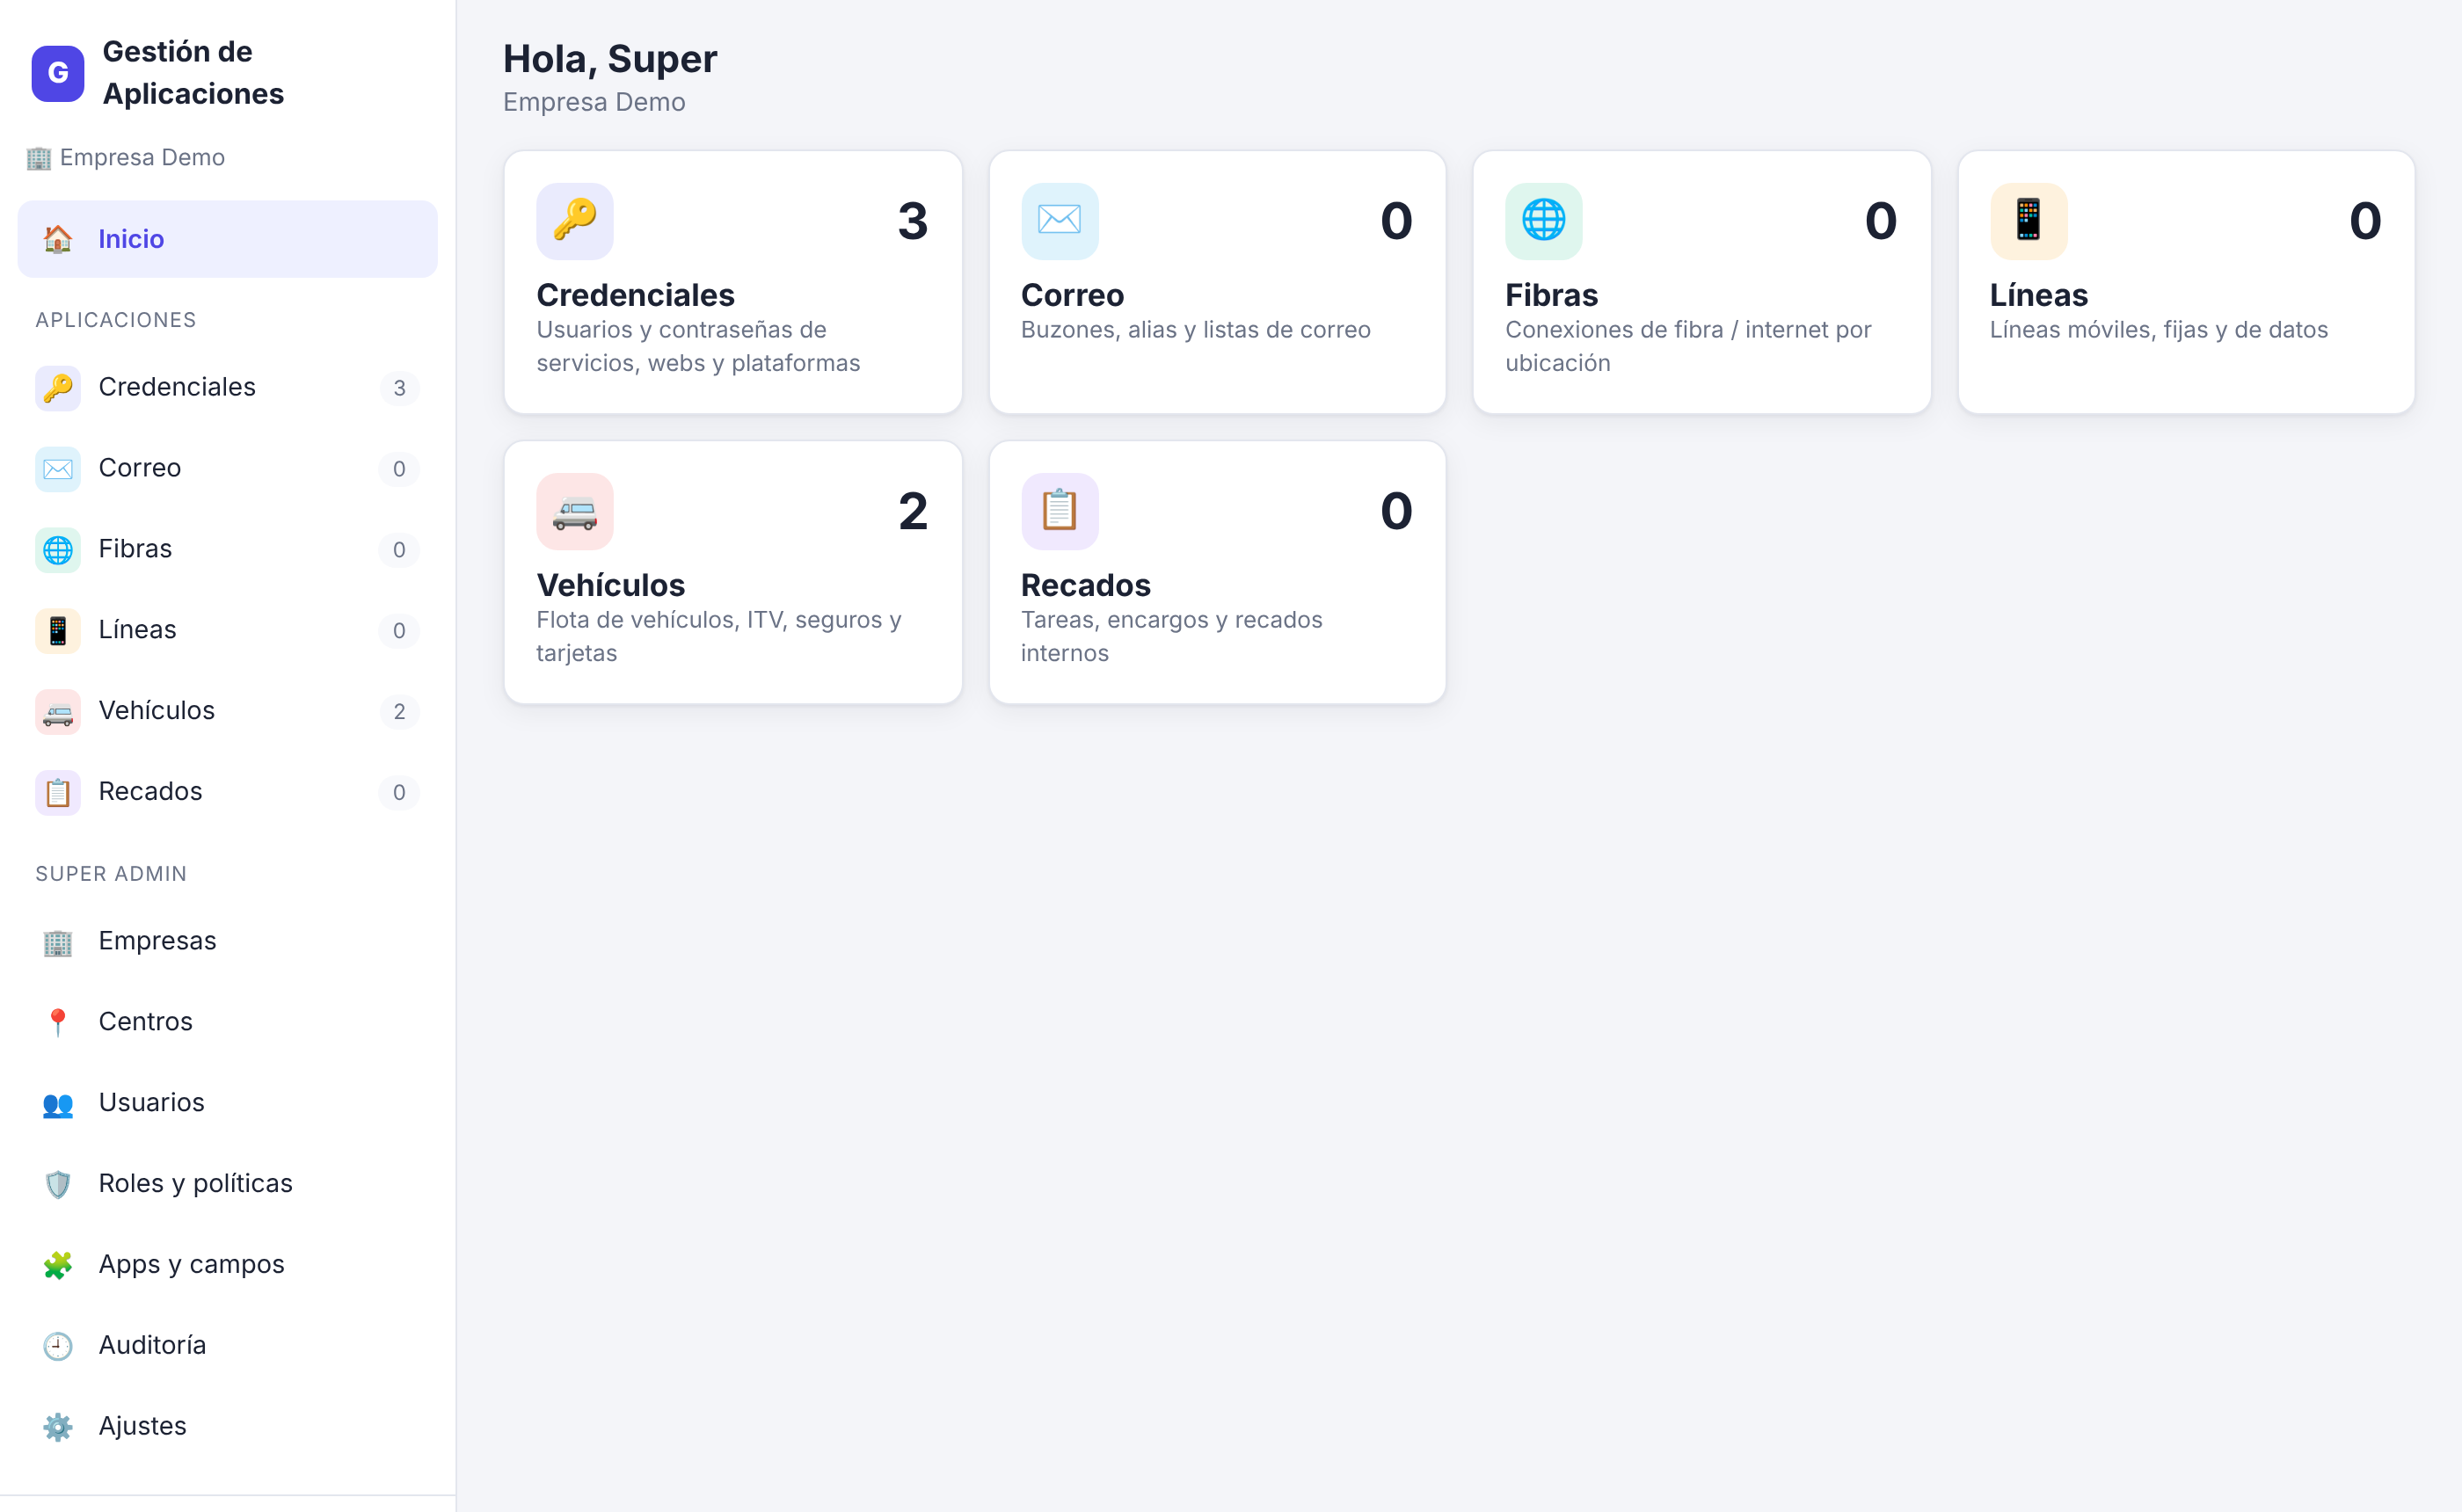 G
Gestión de
Aplicaciones
Empresa Demo
Inicio
APLICACIONES
Credenciales 3
Correo 0
Fibras 0
Líneas 0
Vehículos 2
Recados 0
SUPER ADMIN
Empresas
Centros
Usuarios
Roles y políticas
Apps y campos
Auditoría
Ajustes
Hola, Super
Empresa Demo
3
Credenciales
Usuarios y contraseñas de
servicios, webs y plataformas
0
Correo
Buzones, alias y listas de correo
0
Fibras
Conexiones de fibra / internet por
ubicación
0
Líneas
Líneas móviles, fijas y de datos
2
Vehículos
Flota de vehículos, ITV, seguros y
tarjetas
0
Recados
Tareas, encargos y recados
internos